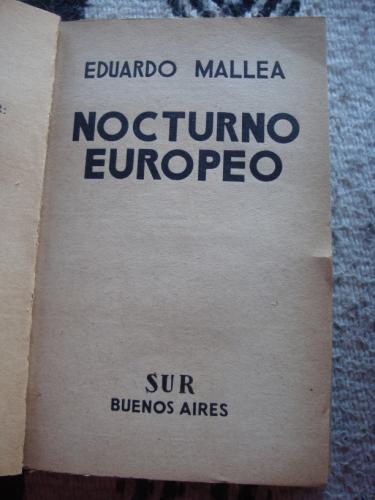 EDUARDO MALLEA
NOCTURNO
EUROPEO
SUR
BUENOS AIRES